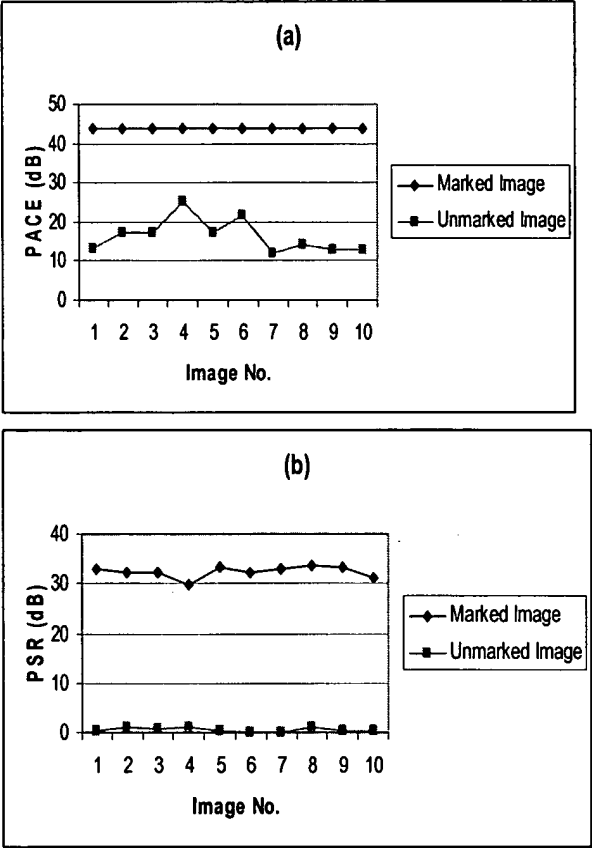 (a)
50
40
30
20
10
0
PACE (dB)
1 2 3 4 5 6 7 8 9 10
Image No.
Marked Image
Unmarked Image
(b)
40
30
20
10
0
PSR (dB)
1 2 3 4 5 6 7 8 9 10
Image No.
Marked Image
Unmarked Image